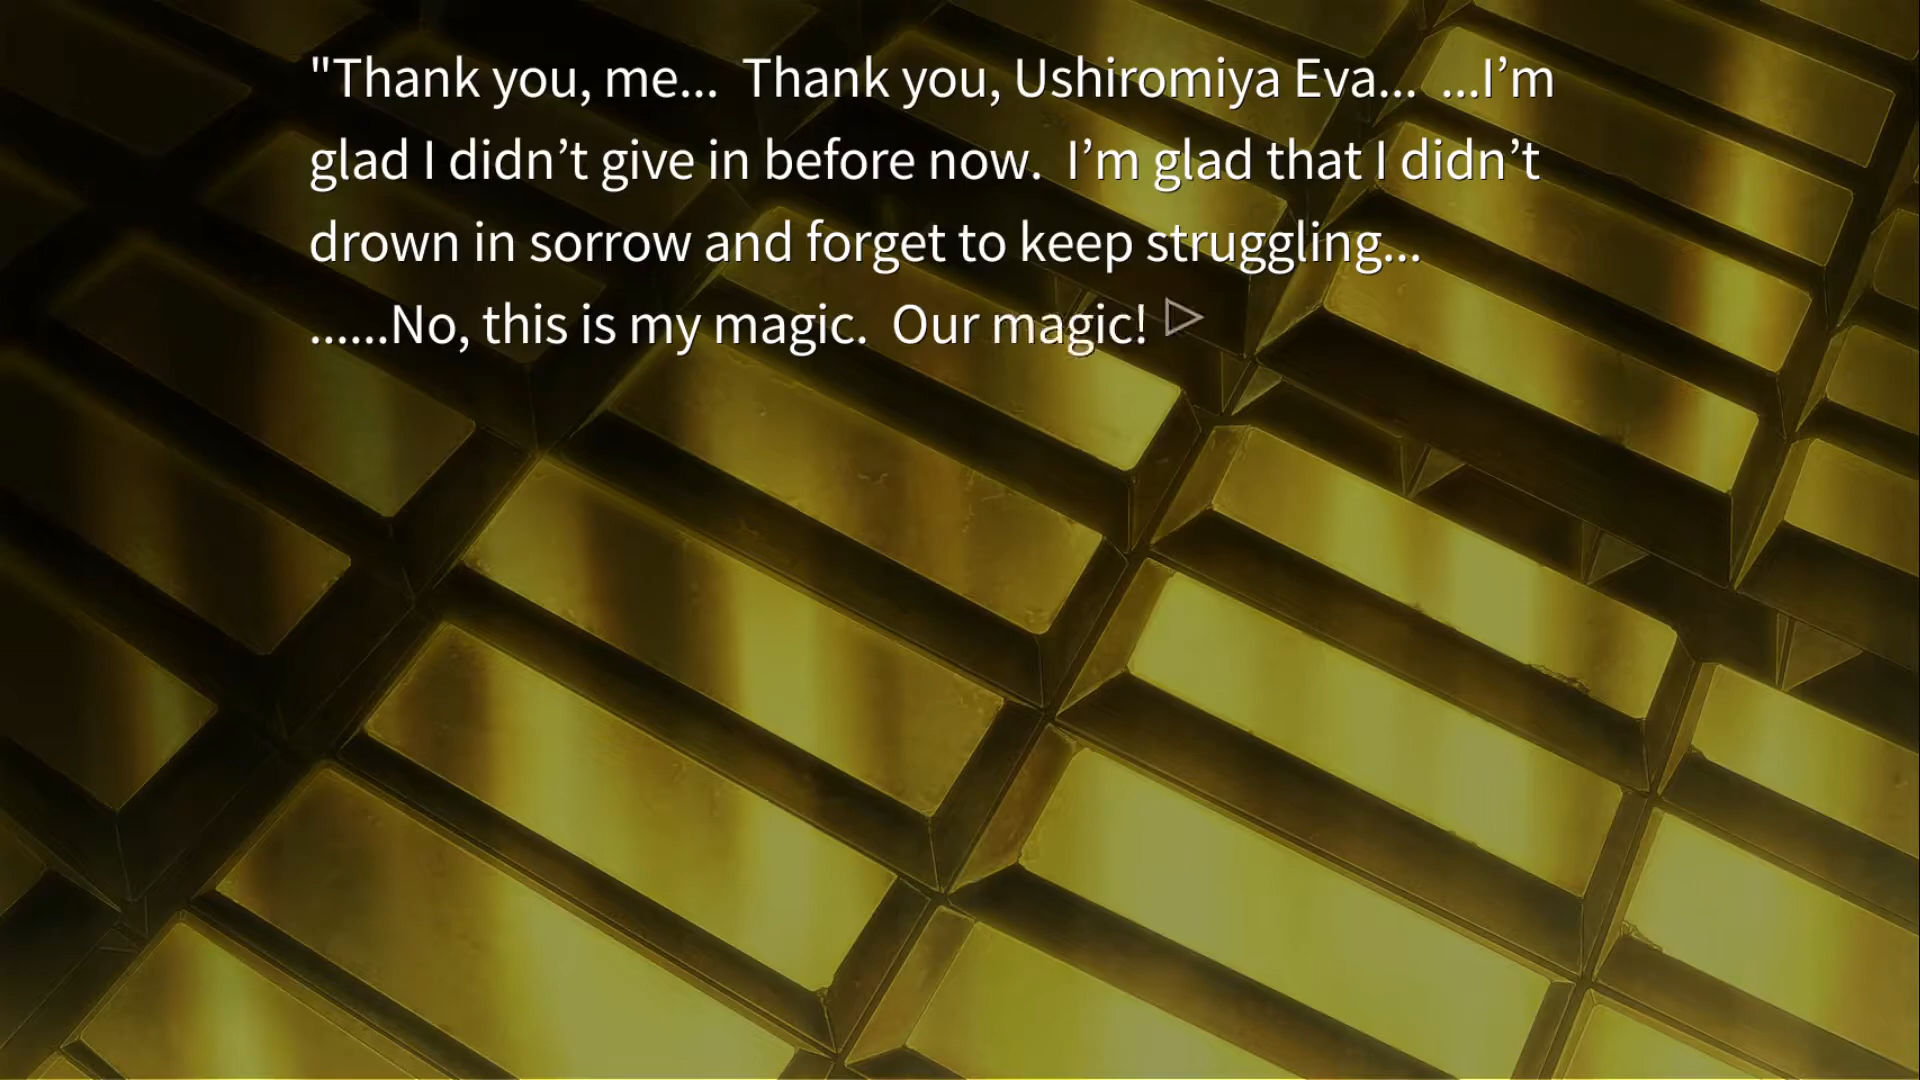 "Thank you, me...  Thank you, Ushiromiya Eva...  ...I’m
glad I didn’t give in before now.  I’m glad that I didn’t
drown in sorrow and forget to keep struggling...
......No, this is my magic.  Our magic!